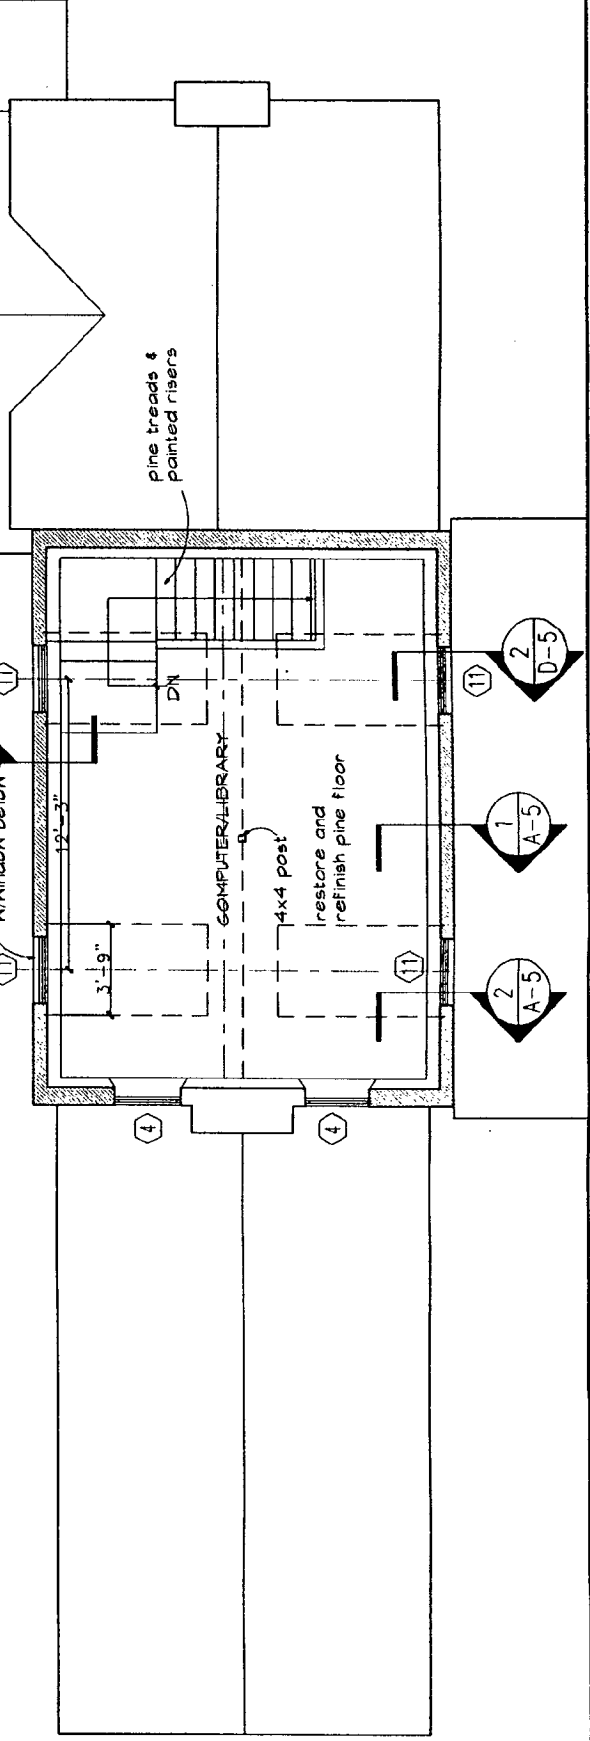 pine treads &
painted risers
11
DN
12'-3"
COMPUTER/LIBRARY
4x4 post
restore and
refinish pine floor
3'-9"
11
11
11
4
4
2
D-5
1
A-5
2
A-5